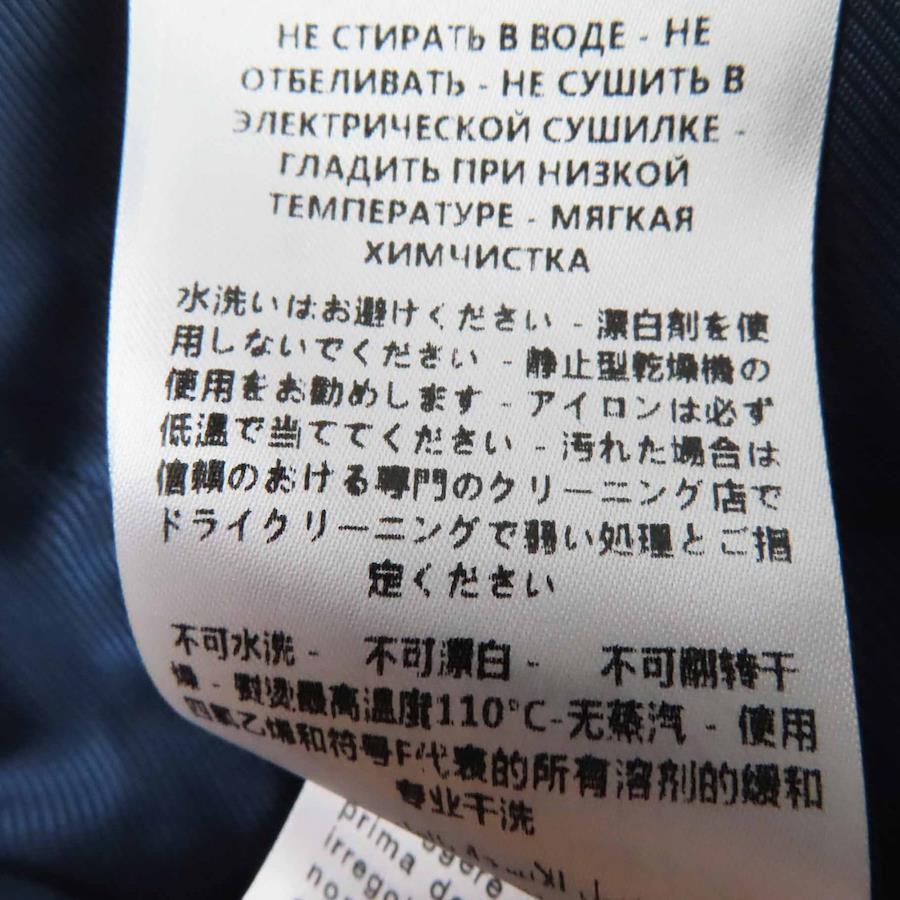 НЕ СТИРАТЬ В ВОДЕ - НЕ
ОТБЕЛИВАТЬ - НЕ СУШИТЬ В
ЭЛЕКТРИЧЕСКОЙ СУШИЛКЕ -
ГЛАДИТЬ ПРИ НИЗКОЙ
ТЕМПЕРАТУРЕ - МЯГКАЯ
ХИМЧИСТКА
水洗いはお避けください - 漂白剤を使
用しないでください - 静止型乾燥機の
使用をお勧めします - アイロンは必ず
低温で当ててください - 汚れた場合は
信頼のおける専門のクリーニング店で
ドライクリーニングで弱い処理とご指
定ください
不可水洗 - 不可漂白 - 不可翻转干
燥 - 熨烫最高温度110°C-无蒸汽 - 使用
四氯乙烯和符号F代表的所有溶剂的缓和
专业干洗
prima de
irrego